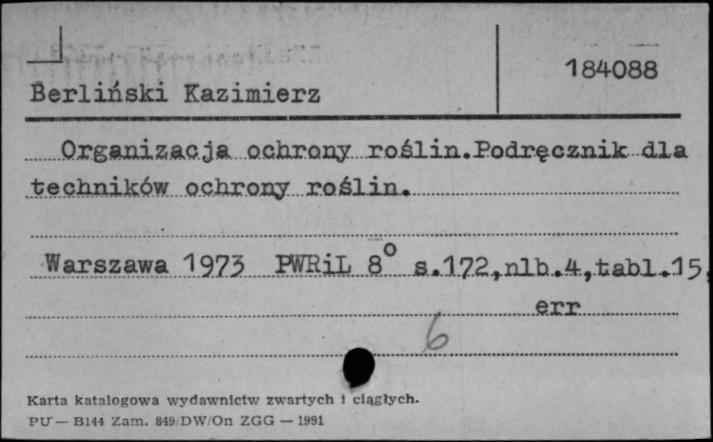 184088
Berliński Kazimierz
Organizacja ochrony roślin.Podręcznik dla
techników ochrony roślin.
Warszawa 1973 PWRiL 8° s.172,nlb.4,tabl.15,
err
6
Karta katalogowa wydawnictw zwartych i ciągłych.
PU — B144 Zam. 849/DW/On ZGG — 1991